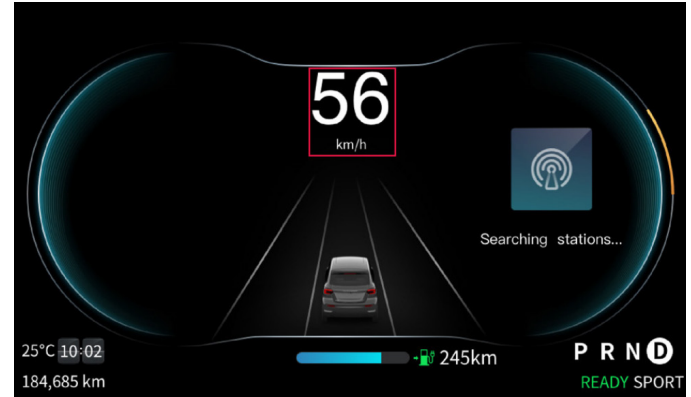 56
km/h
Searching stations...
25°C 10:02
245km
P R N D
184,685 km
READY SPORT